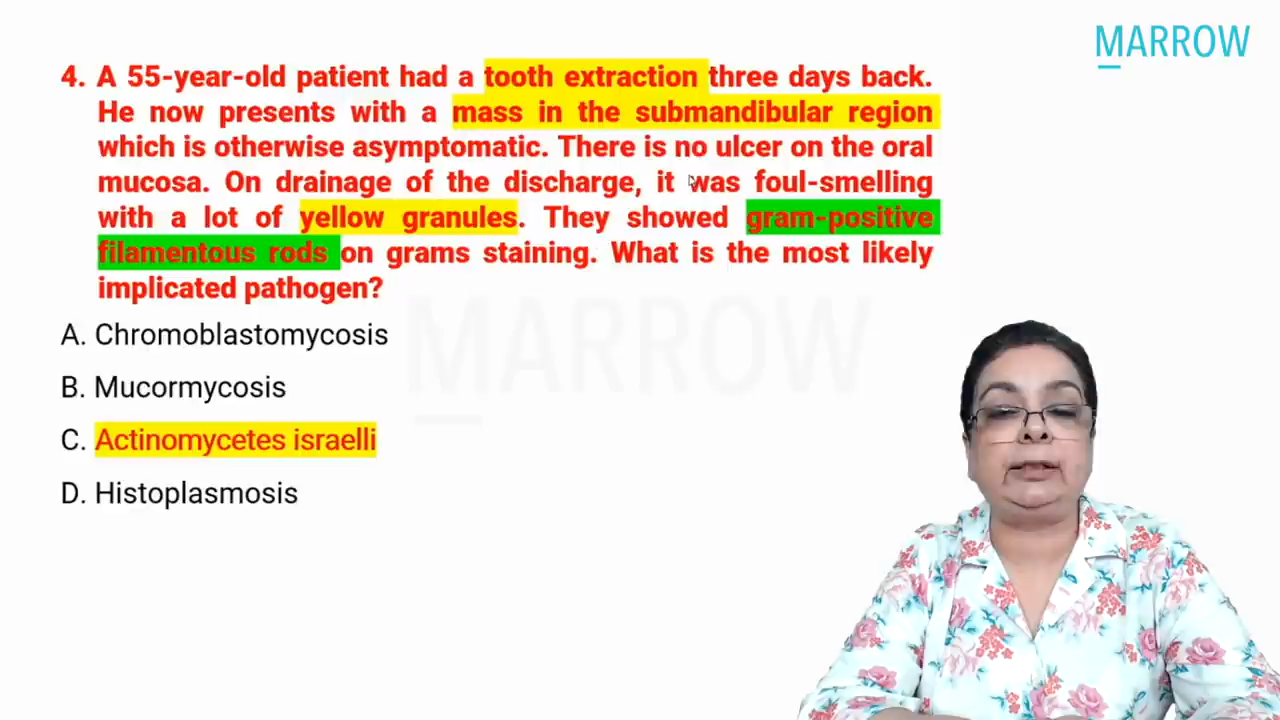 MARROW
4. A 55-year-old patient had a tooth extraction three days back.
He now presents with a mass in the submandibular region
which is otherwise asymptomatic. There is no ulcer on the oral
mucosa. On drainage of the discharge, it was foul-smelling
with a lot of yellow granules. They showed gram-positive
filamentous rods on grams staining. What is the most likely
implicated pathogen?
MARROW
A. Chromoblastomycosis
B. Mucormycosis
C. Actinomycetes israelli
D. Histoplasmosis